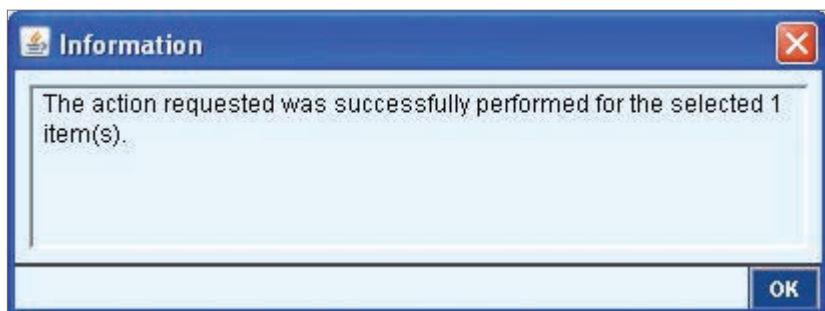 Information
The action requested was successfully performed for the selected 1
item(s).
OK